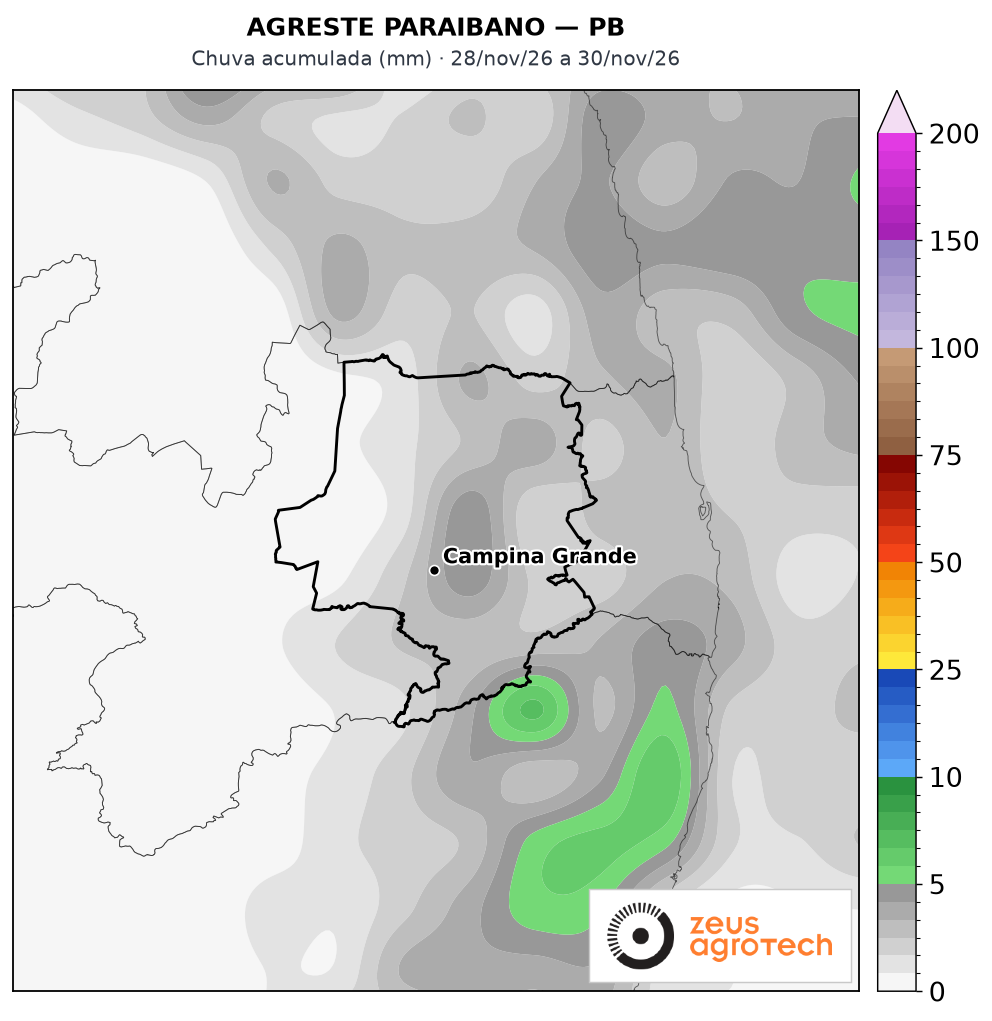 AGRESTE PARAIBANO — PB
Chuva acumulada (mm) · 28/nov/26 a 30/nov/26
200
150
100
75
50
25
10
5
0
Campina Grande
zeus
agrotech